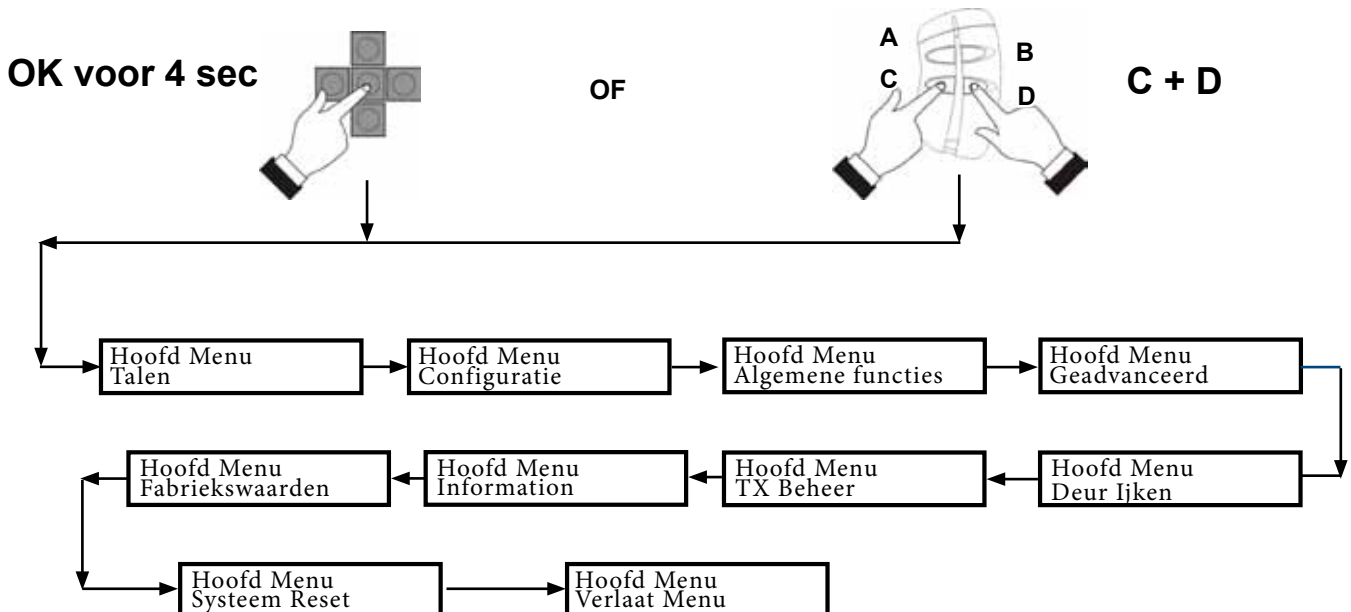 OK voor 4 sec
OF
A
B
C
D
C + D
Hoofd Menu
Talen
Hoofd Menu
Configuratie
Hoofd Menu
Algemene functies
Hoofd Menu
Geadvanceerd
Hoofd Menu
Fabriekswaarden
Hoofd Menu
Information
Hoofd Menu
TX Beheer
Hoofd Menu
Deur Ijken
Hoofd Menu
Systeem Reset
Hoofd Menu
Verlaat Menu